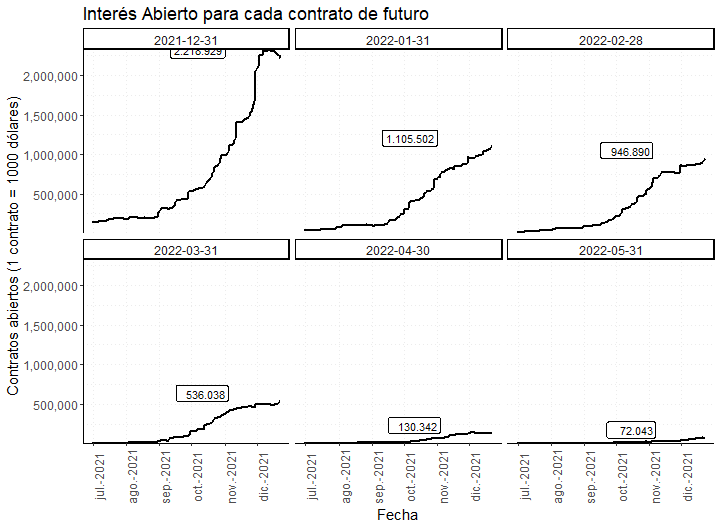 Interés Abierto para cada contrato de futuro
2021-12-31
2022-01-31
2022-02-28
2.218.929
1.105.502
946.890
2,000,000
1,500,000
1,000,000
500,000
2022-03-31
2022-04-30
2022-05-31
536.038
130.342
72.043
2,000,000
1,500,000
1,000,000
500,000
Contratos abiertos (1 contrato = 1000 dólares)
jul.-2021
ago.-2021
sep.-2021
oct.-2021
nov.-2021
dic.-2021
jul.-2021
ago.-2021
sep.-2021
oct.-2021
nov.-2021
dic.-2021
jul.-2021
ago.-2021
sep.-2021
oct.-2021
nov.-2021
dic.-2021
Fecha